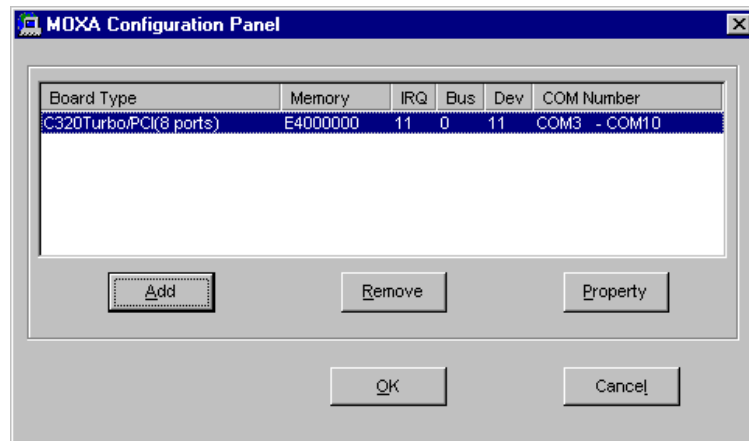 MOXA Configuration Panel
Board Type Memory IRQ Bus Dev COM Number
C320Turbo/PCI(8 ports) E4000000 11 0 11 COM3 - COM10
Add Remove Property
OK Cancel